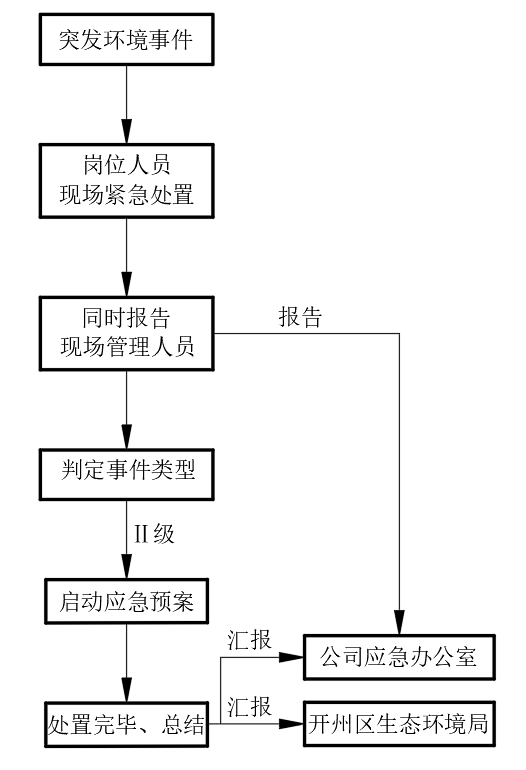 突发环境事件
岗位人员
现场紧急处置
同时报告
现场管理人员
报告
判定事件类型
II级
启动应急预案
汇报
公司应急办公室
处置完毕、总结
汇报
开州区生态环境局